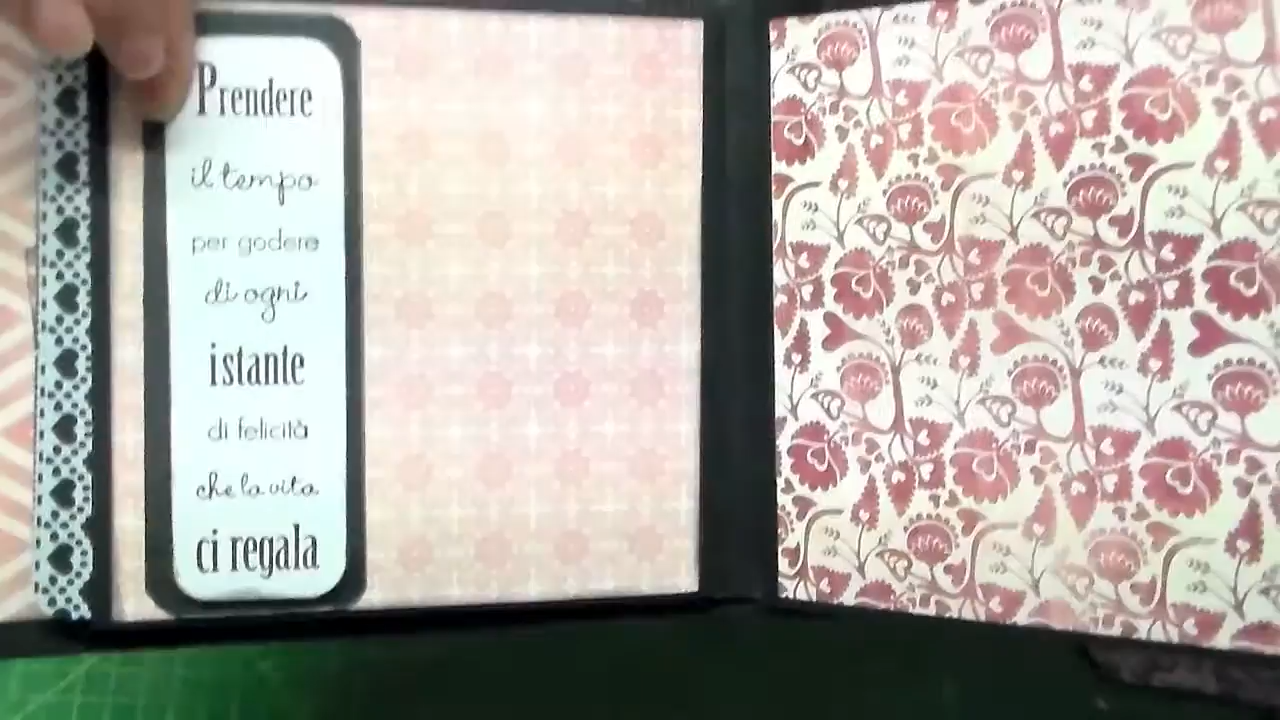 Prendere
il tempo
per godere
di ogni
istante
di felicità
che la vita
ci regala